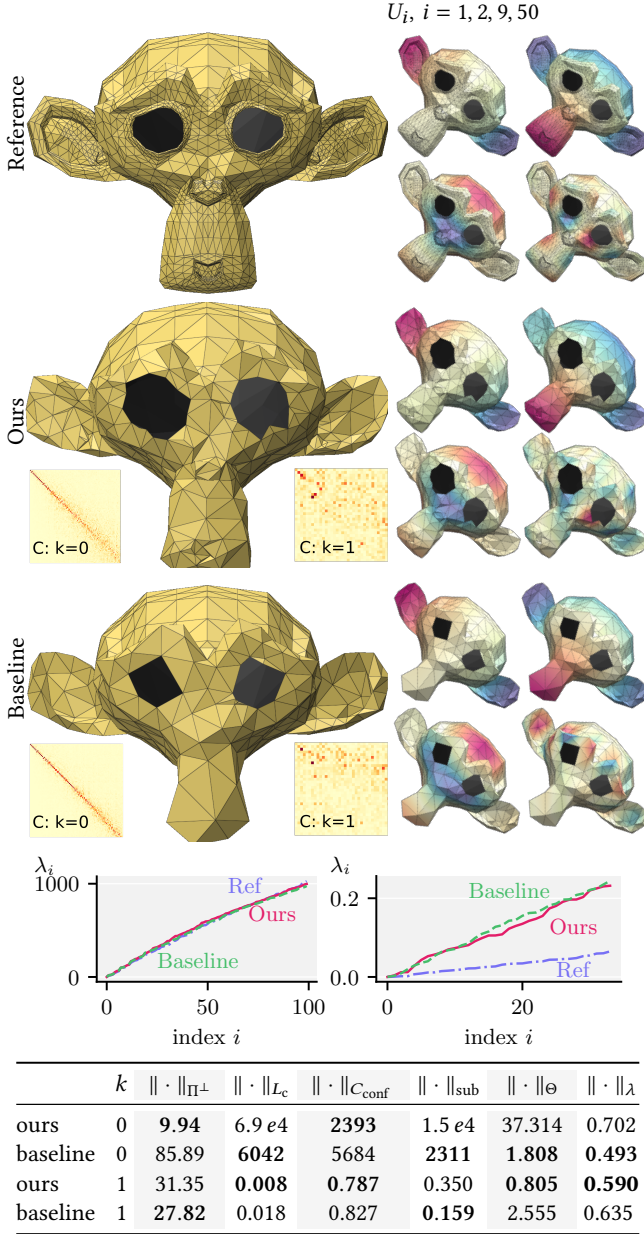 U_i, i = 1, 2, 9, 50
Reference
Ours
C: k=0
C: k=1
Baseline
C: k=0
C: k=1
λ_i
1000
0
Ref
Ours
Baseline
0
50
100
index i
λ_i
0.2
0.0
Baseline
Ours
Ref
0
20
index i
k ‖ · ‖_{Π^⊥} ‖ · ‖_{L_c} ‖ · ‖_{C_conf} ‖ · ‖_sub ‖ · ‖_Θ ‖ · ‖_λ
ours 0 9.94 6.9 e4 2393 1.5 e4 37.314 0.702
baseline 0 85.89 6042 5684 2311 1.808 0.493
ours 1 31.35 0.008 0.787 0.350 0.805 0.590
baseline 1 27.82 0.018 0.827 0.159 2.555 0.635